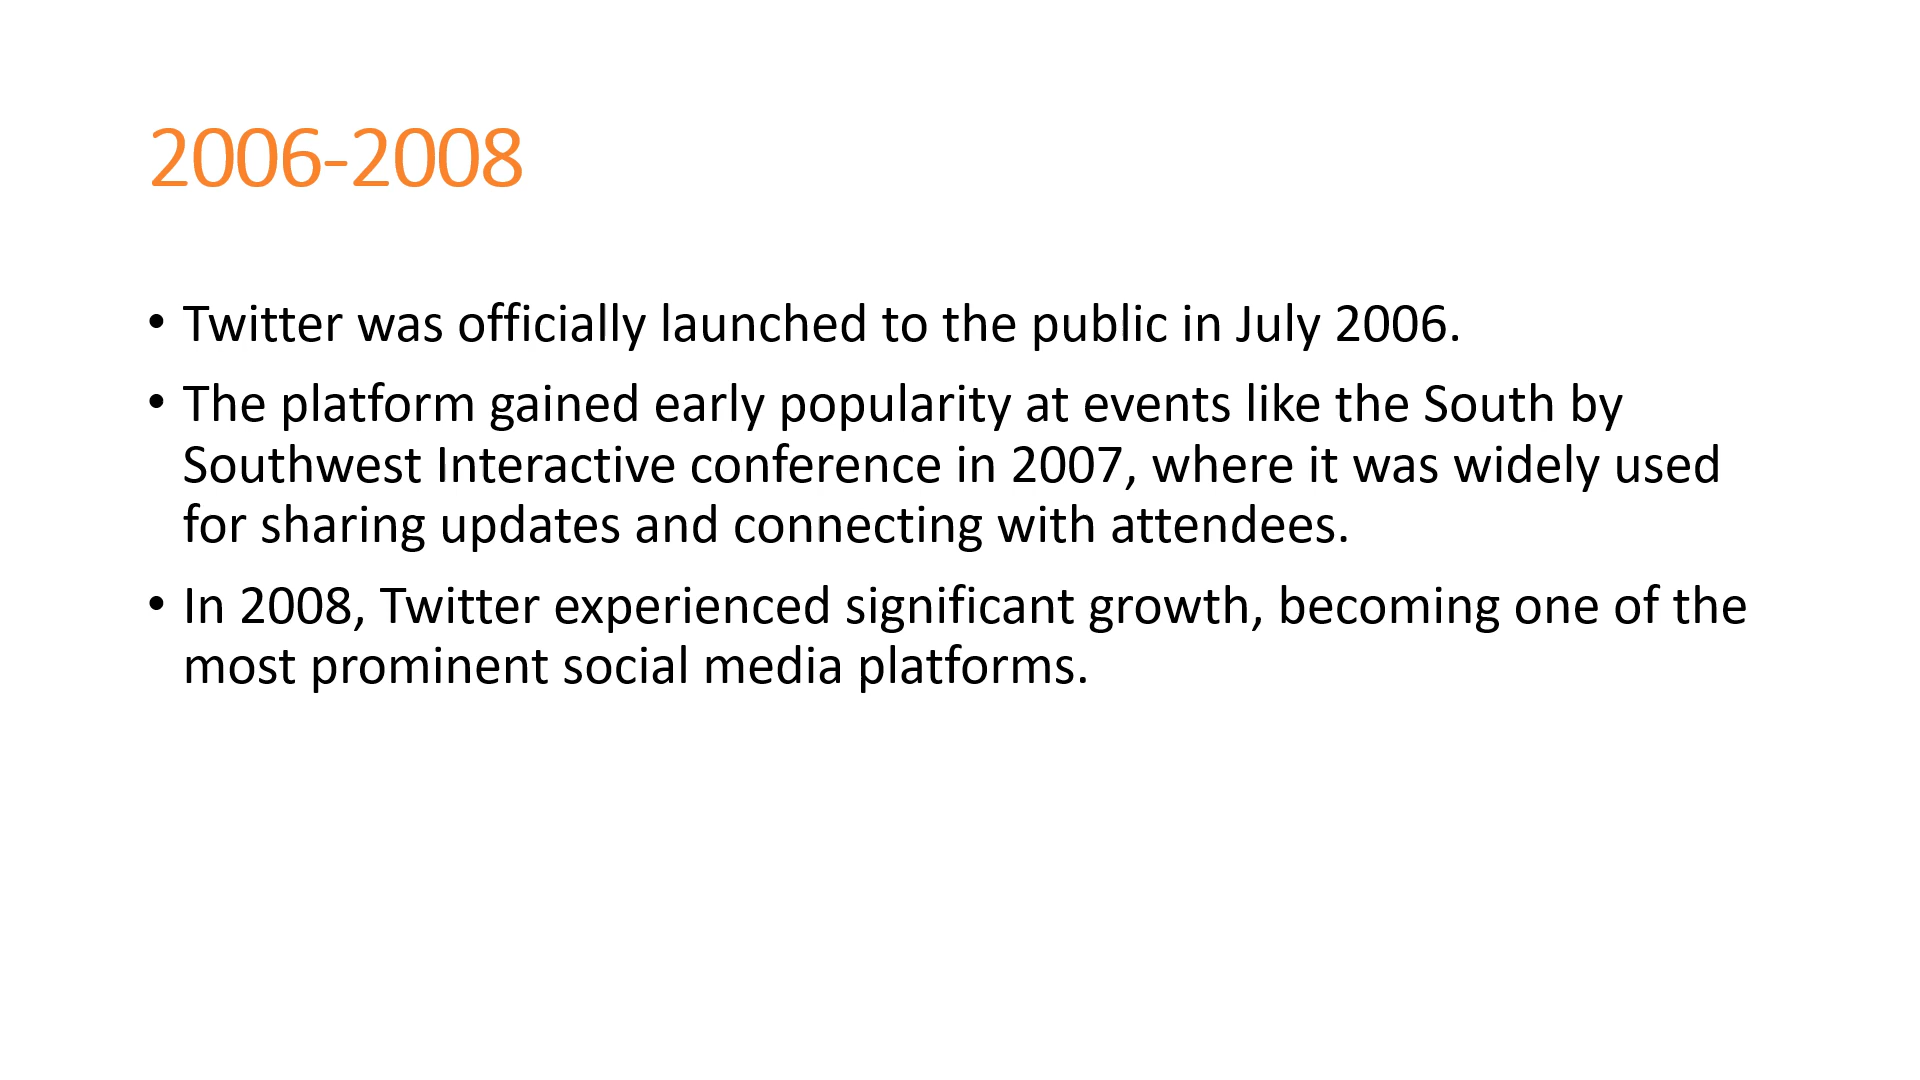 2006-2008
• Twitter was officially launched to the public in July 2006.
• The platform gained early popularity at events like the South by
Southwest Interactive conference in 2007, where it was widely used
for sharing updates and connecting with attendees.
• In 2008, Twitter experienced significant growth, becoming one of the
most prominent social media platforms.